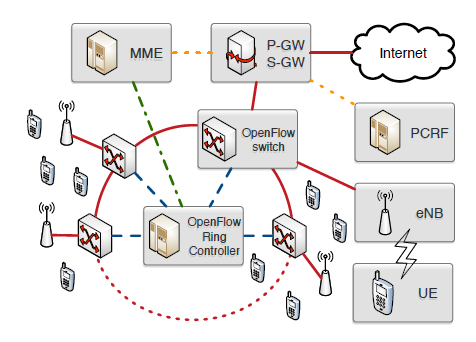 MME
P-GW
S-GW
Internet
OpenFlow
switch
PCRF
OpenFlow
Ring
Controller
eNB
UE